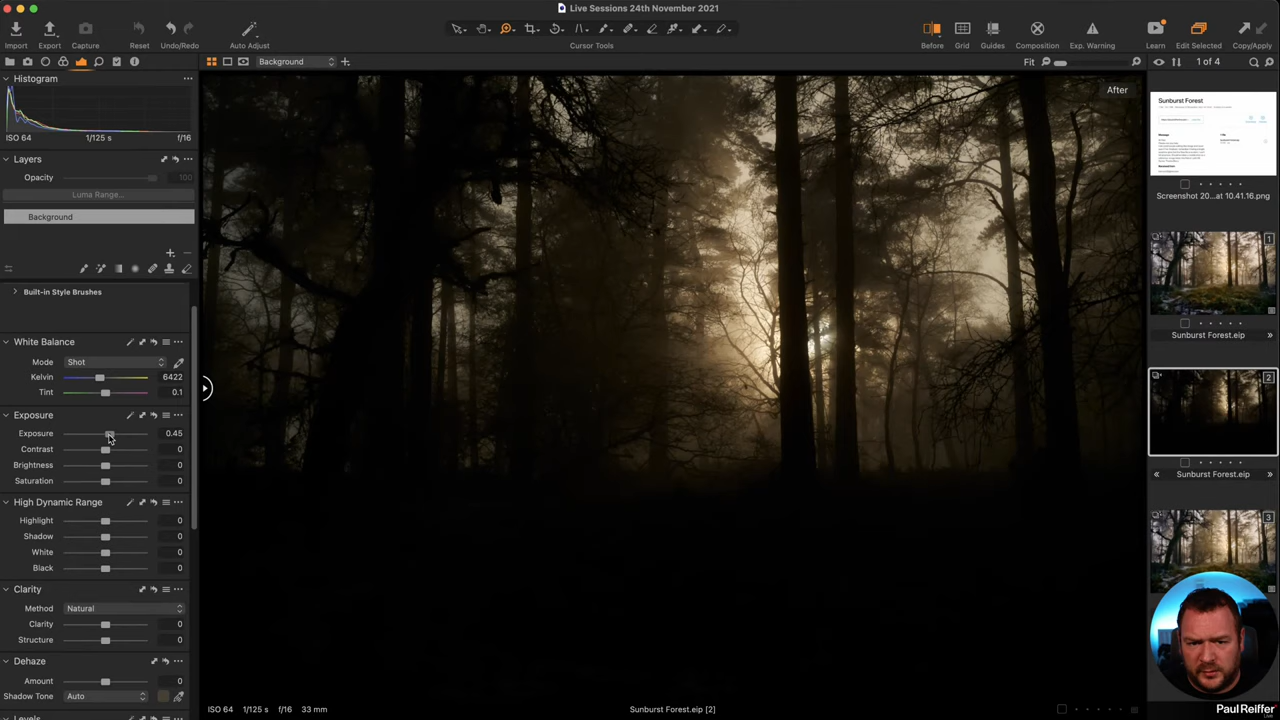 Live Sessions 24th November 2021
Import
Export
Capture
Reset
Undo/Redo
Auto Adjust
Cursor Tools
Before
Grid
Guides
Composition
Exp. Warning
Learn
Edit Selected
Copy/Apply
Background
Fit
1 of 4
Histogram
ISO 64
1/125 s
f/16
Layers
Opacity 100
Luma Range...
Background
Built-in Style Brushes
White Balance
Mode Shot
Kelvin 6422
Tint 0.1
Exposure
Exposure 0.45
Contrast 0
Brightness 0
Saturation 0
High Dynamic Range
Highlight 0
Shadow 0
White 0
Black 0
Clarity
Method Natural
Clarity 0
Structure 0
Dehaze
Amount 0
Shadow Tone Auto
Levels
After
ISO 64 1/125 s f/16 33 mm
Sunburst Forest.eip [2]
Sunburst Forest
Screenshot 20...at 10.41.16.png
1
Sunburst Forest.eip
2
Sunburst Forest.eip
3
Paul Reiffer
Live